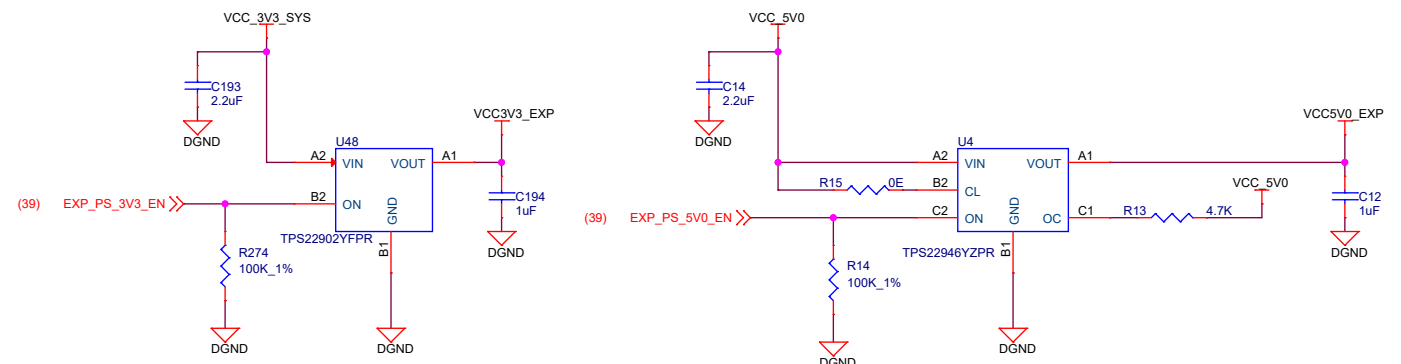 VCC_3V3_SYS
C193
2.2uF
DGND
VCC3V3_EXP
U48
A2
VIN
VOUT
A1
(39)
EXP_PS_3V3_EN
B2
ON
GND
C194
1uF
DGND
TPS22902YFPR
B1
R274
100K_1%
DGND
DGND
VCC_5V0
C14
2.2uF
DGND
VCC5V0_EXP
U4
A2
VIN
VOUT
A1
R15
0E
B2
CL
VCC_5V0
C12
1uF
(39)
EXP_PS_5V0_EN
C2
ON
GND
OC
C1
R13
4.7K
DGND
TPS22946YZPR
B1
R14
100K_1%
DGND
DGND